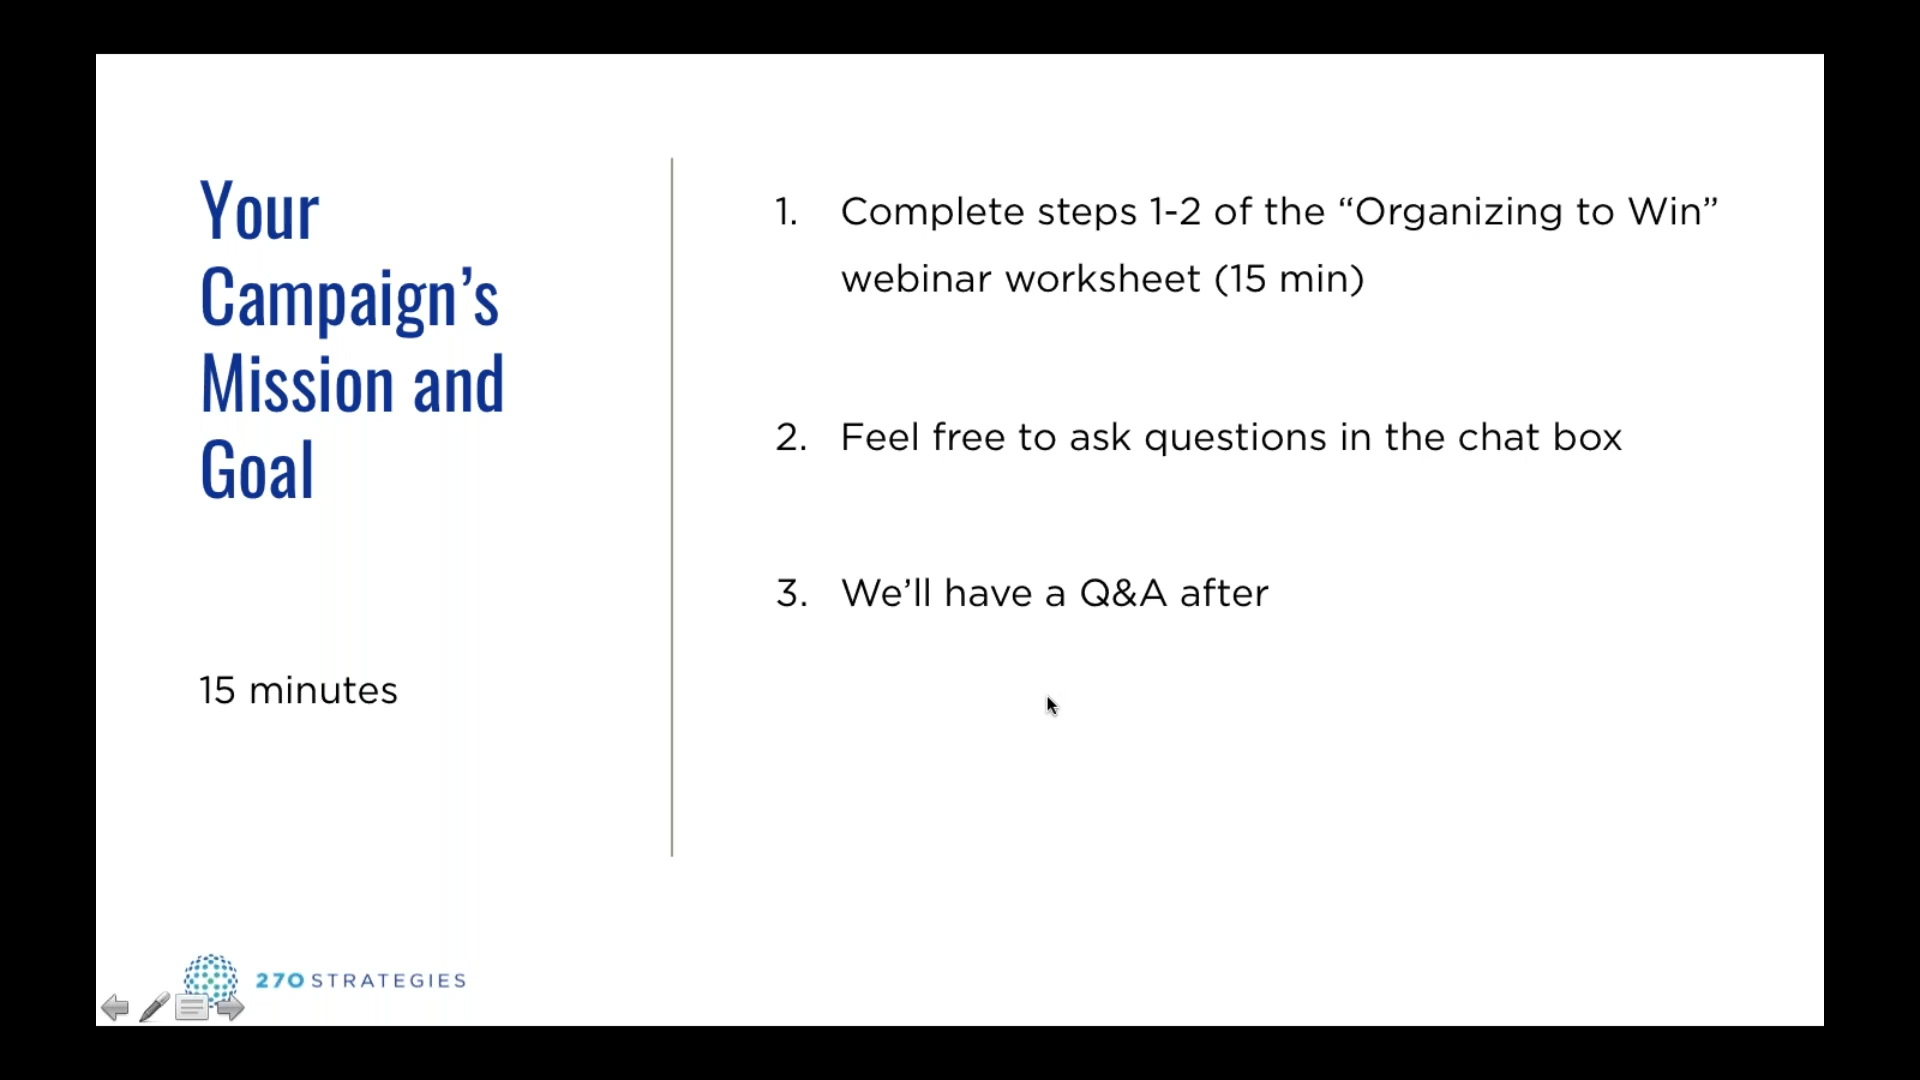 Your
Campaign’s
Mission and
Goal
15 minutes
1. Complete steps 1-2 of the “Organizing to Win”
webinar worksheet (15 min)
2. Feel free to ask questions in the chat box
3. We’ll have a Q&A after
270 STRATEGIES